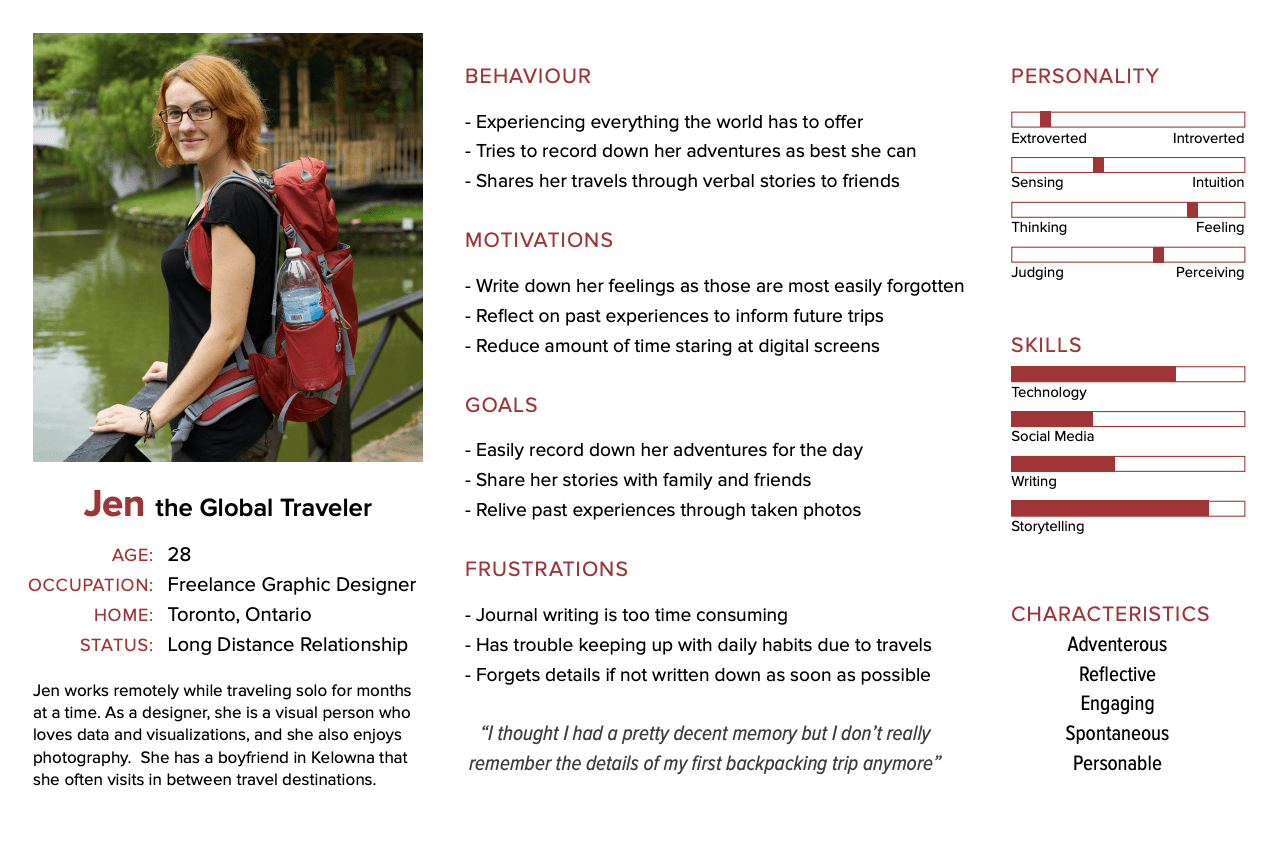 Jen the Global Traveler
AGE: 28
OCCUPATION: Freelance Graphic Designer
HOME: Toronto, Ontario
STATUS: Long Distance Relationship
Jen works remotely while traveling solo for months
at a time. As a designer, she is a visual person who
loves data and visualizations, and she also enjoys
photography.  She has a boyfriend in Kelowna that
she often visits in between travel destinations.
BEHAVIOUR
- Experiencing everything the world has to offer
- Tries to record down her adventures as best she can
- Shares her travels through verbal stories to friends
MOTIVATIONS
- Write down her feelings as those are most easily forgotten
- Reflect on past experiences to inform future trips
- Reduce amount of time staring at digital screens
GOALS
- Easily record down her adventures for the day
- Share her stories with family and friends
- Relive past experiences through taken photos
FRUSTRATIONS
- Journal writing is too time consuming
- Has trouble keeping up with daily habits due to travels
- Forgets details if not written down as soon as possible
“I thought I had a pretty decent memory but I don’t really
remember the details of my first backpacking trip anymore”
PERSONALITY
Extroverted Introverted
Sensing Intuition
Thinking Feeling
Judging Perceiving
SKILLS
Technology
Social Media
Writing
Storytelling
CHARACTERISTICS
Adventerous
Reflective
Engaging
Spontaneous
Personable